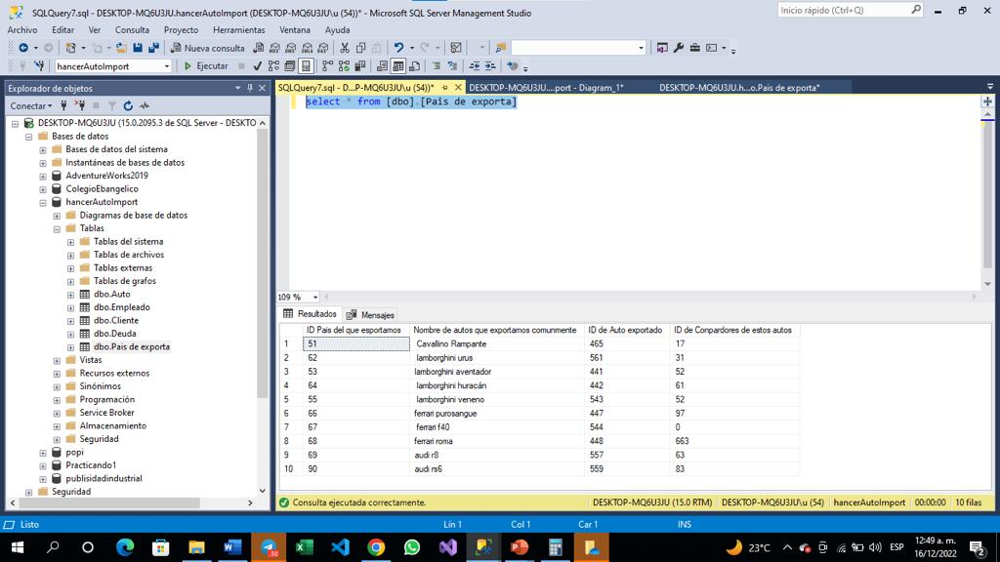 SQLQuery7.sql - DESKTOP-MQ6U3JU.hancerAutoImport (DESKTOP-MQ6U3JU\u (54))* - Microsoft SQL Server Management Studio
Inicio rápido (Ctrl+Q)
Archivo Editar Ver Consulta Proyecto Herramientas Ventana Ayuda
Nueva consulta
hancerAutoImport Ejecutar
Explorador de objetos
SQLQuery7.sql - D...P-MQ6U3JU\u (54))* DESKTOP-MQ6U3JU....port - Diagram_1* DESKTOP-MQ6U3JU.h...o.Pais de exporta*
Conectar
select * from [dbo].[Pais de exporta]
DESKTOP-MQ6U3JU (15.0.2095.3 de SQL Server - DESKTO
Bases de datos
Bases de datos del sistema
Instantáneas de bases de datos
AdventureWorks2019
ColegioEbangelico
hancerAutoImport
Diagramas de base de datos
Tablas
Tablas del sistema
Tablas de archivos
Tablas externas
Tablas de grafos
dbo.Auto
dbo.Empleado
dbo.Cliente
dbo.Deuda
dbo.Pais de exporta
Vistas
Recursos externos
Sinónimos
Programación
Service Broker
Almacenamiento
Seguridad
popi
Practicando1
publisidadindustrial
Seguridad
109 %
Resultados Mensajes
ID Pais del que esportamos Nombre de autos que exportamos comunmente ID de Auto exportado ID de Conpardores de estos autos
1 51 Cavallino Rampante 465 17
2 62 lamborghini urus 561 31
3 53 lamborghini aventador 441 52
4 64 lamborghini huracán 442 61
5 55 lamborghini veneno 543 52
6 66 ferrari purosangue 447 97
7 67 ferrari f40 544 0
8 68 ferrari roma 448 663
9 69 audi r8 557 63
10 90 audi rs6 559 83
Consulta ejecutada correctamente. DESKTOP-MQ6U3JU (15.0 RTM) DESKTOP-MQ6U3JU\u (54) hancerAutoImport 00:00:00 10 filas
Listo Lín 1 Col 1 Car 1 INS
23°C ESP
12:49 a. m.
16/12/2022